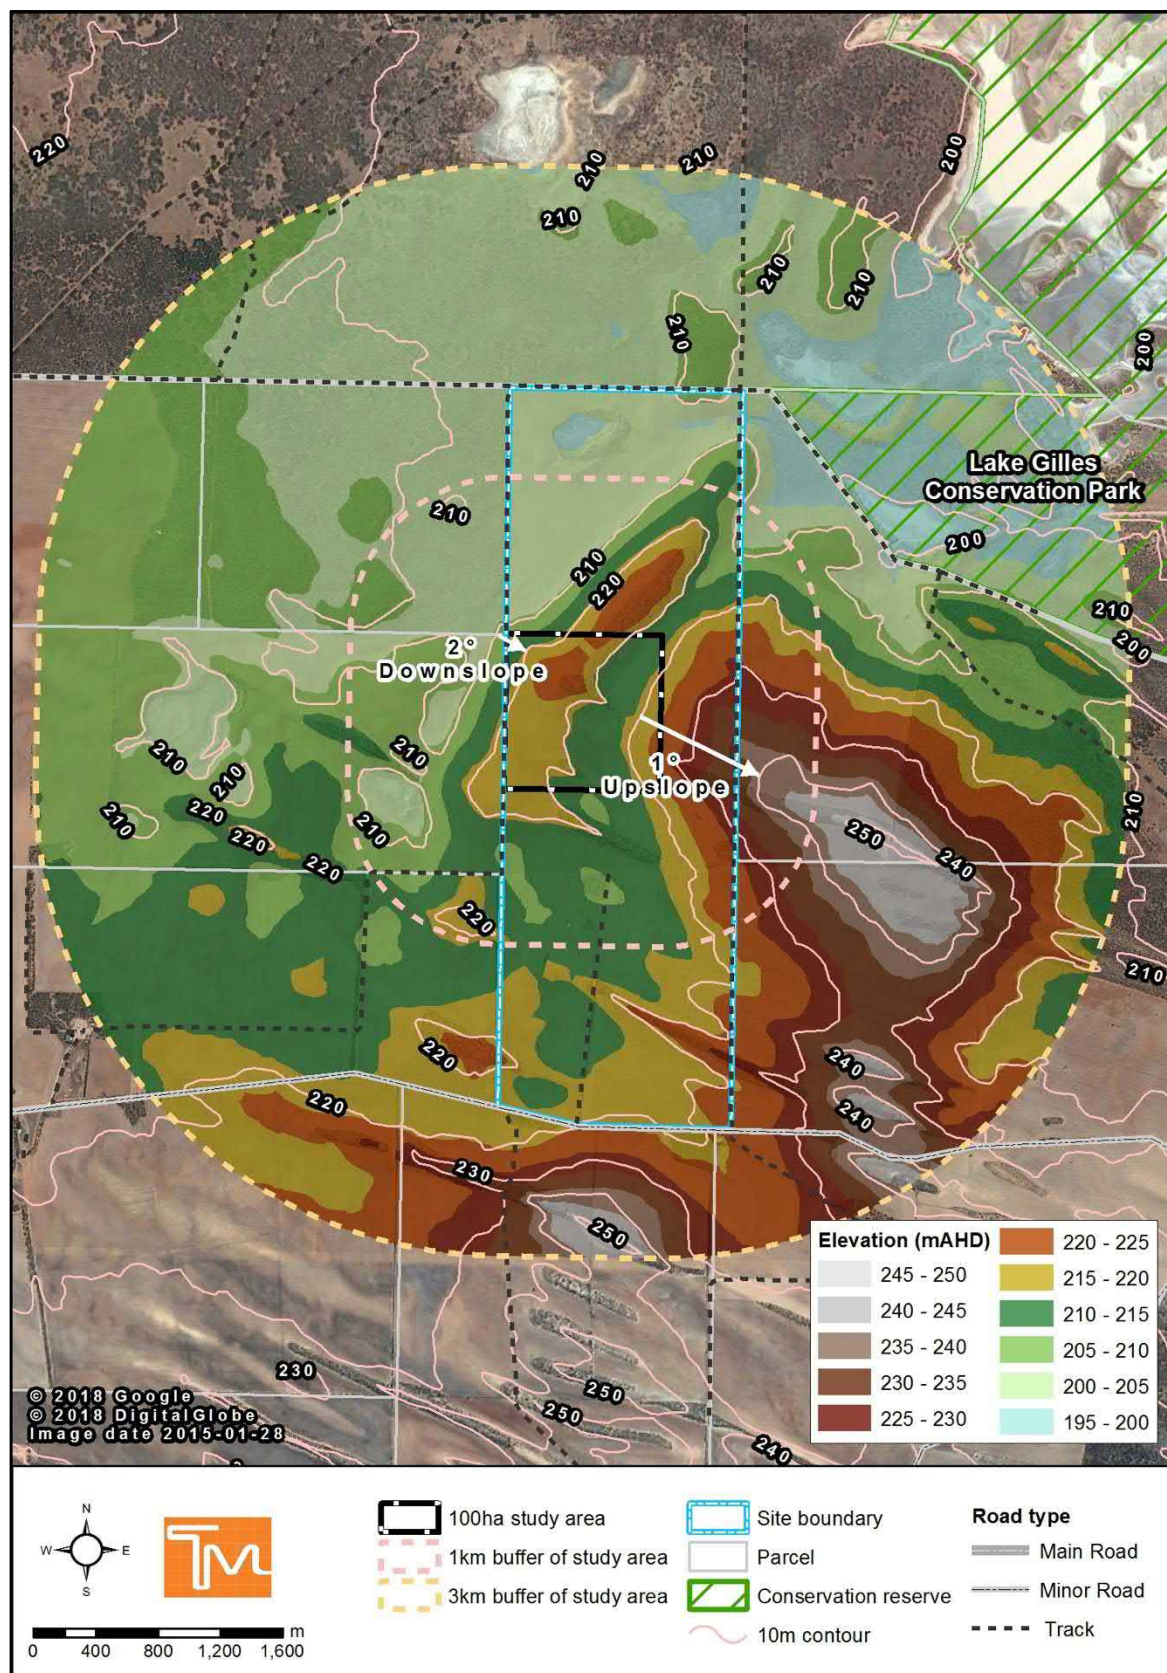 220
210
210
200
210
210
210
210
200
Lake Gilles
Conservation Park
210
200
210
220
210
200
2°
Downslope
210
210
210
1°
Upslope
210
220
210
210
220
220
250
240
220
210
220
240
240
220
230
250
230
250
250
240
© 2018 Google
© 2018 DigitalGlobe
Image date 2015-01-28
Elevation (mAHD)
245 - 250
240 - 245
235 - 240
230 - 235
225 - 230
220 - 225
215 - 220
210 - 215
205 - 210
200 - 205
195 - 200
N
W E
S
TM
0 400 800 1,200 1,600 m
100ha study area
1km buffer of study area
3km buffer of study area
Site boundary
Parcel
Conservation reserve
10m contour
Road type
Main Road
Minor Road
Track